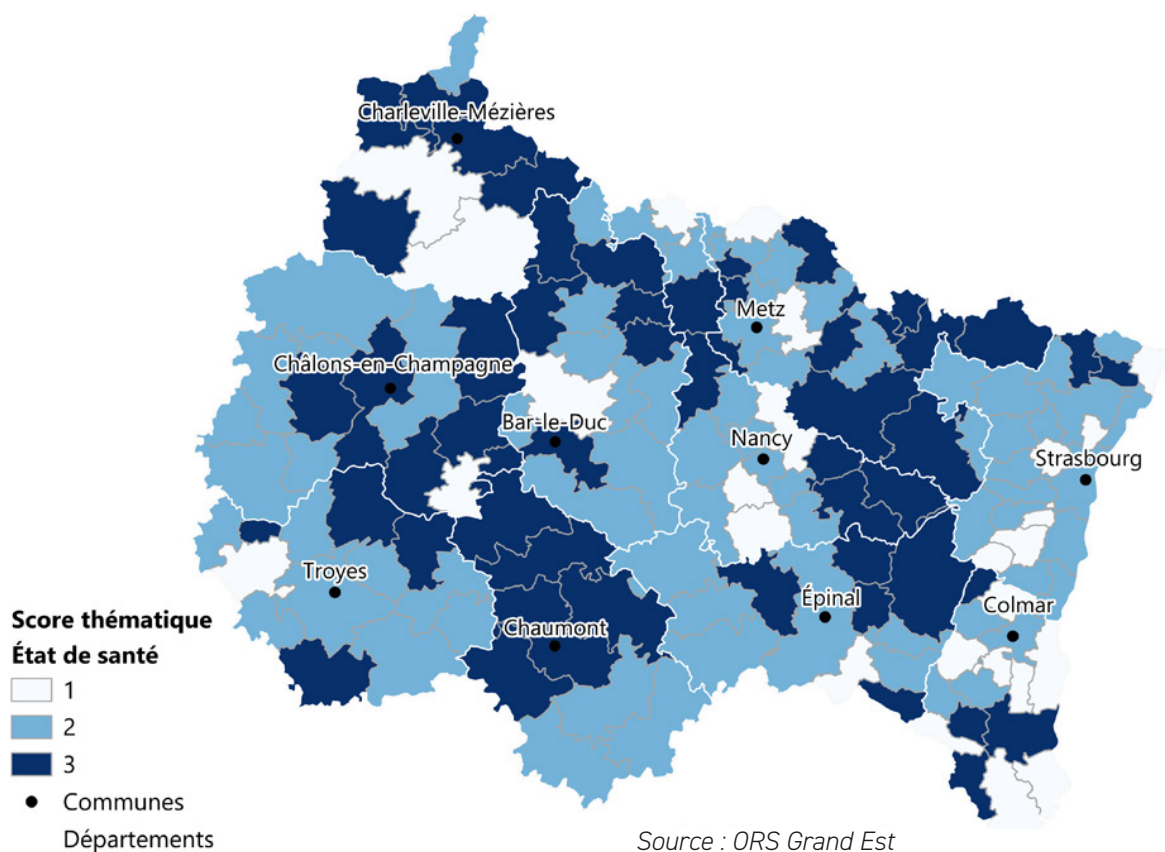 Charleville-Mézières
Metz
Châlons-en-Champagne
Bar-le-Duc
Nancy
Strasbourg
Troyes
Épinal
Colmar
Chaumont
Score thématique
État de santé
1
2
3
Communes
Départements
Source : ORS Grand Est